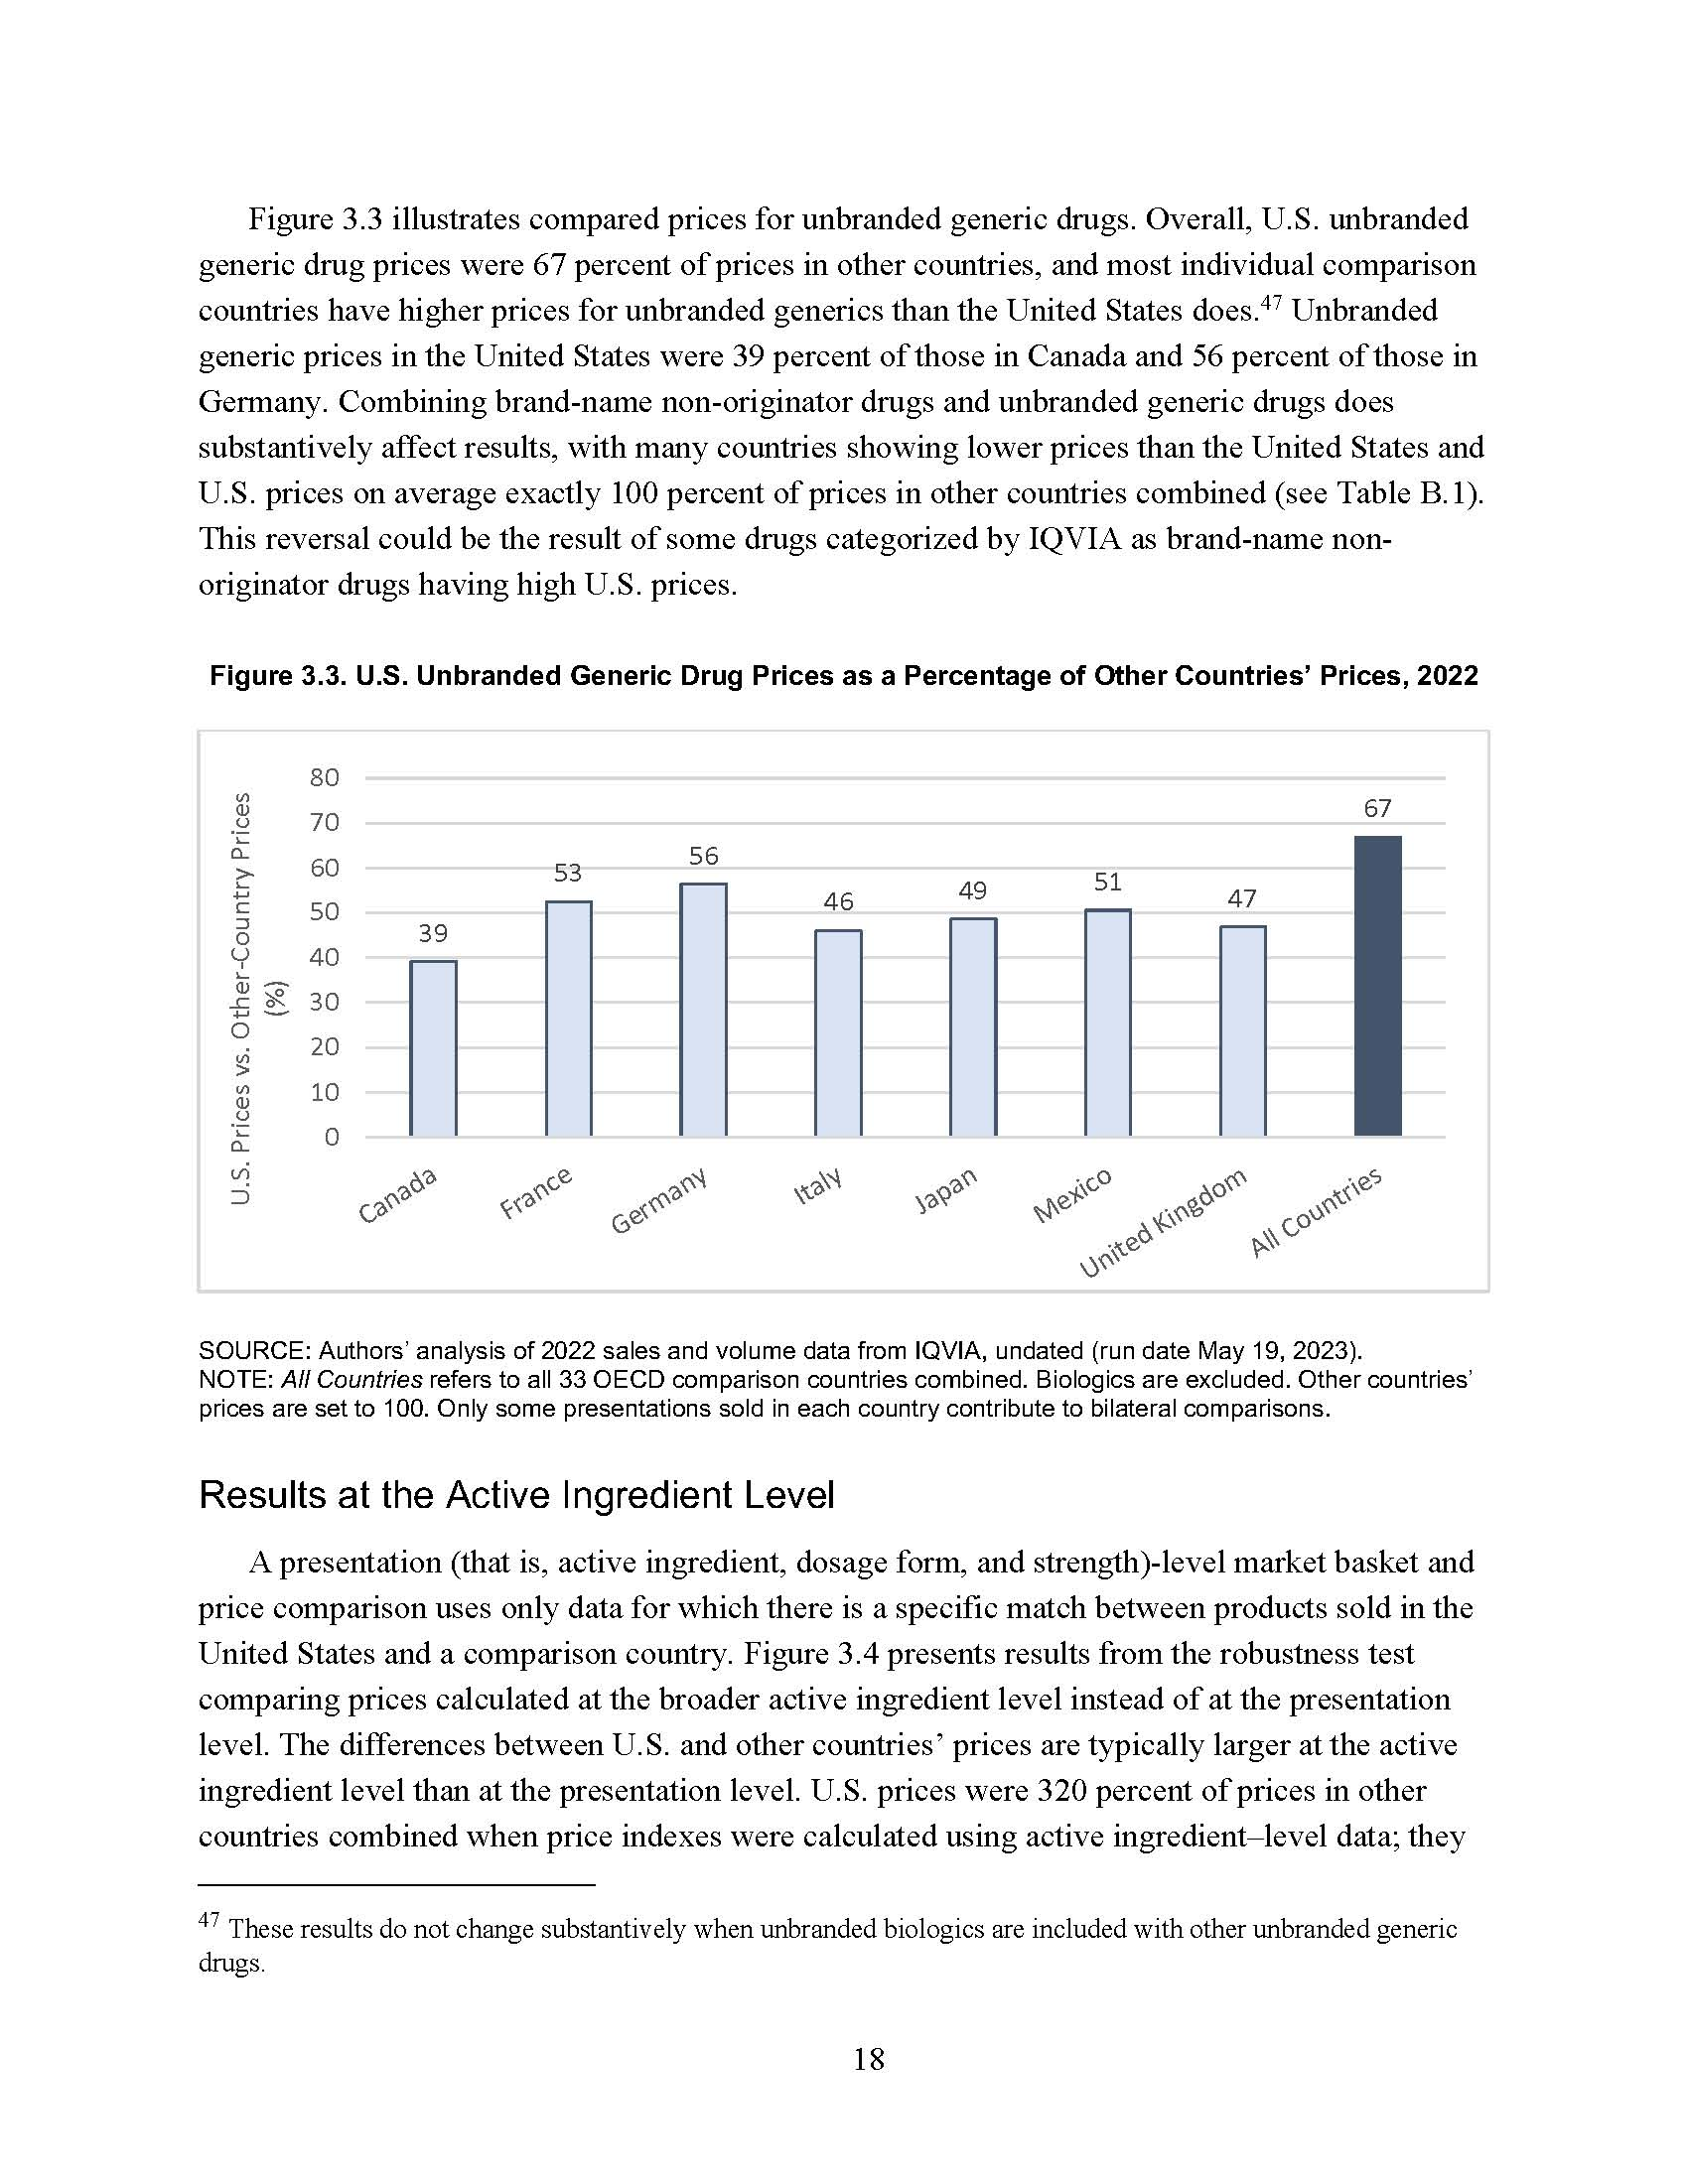 Figure 3.3 illustrates compared prices for unbranded generic drugs. Overall, U.S. unbranded
generic drug prices were 67 percent of prices in other countries, and most individual comparison
countries have higher prices for unbranded generics than the United States does.47 Unbranded
generic prices in the United States were 39 percent of those in Canada and 56 percent of those in
Germany. Combining brand-name non-originator drugs and unbranded generic drugs does
substantively affect results, with many countries showing lower prices than the United States and
U.S. prices on average exactly 100 percent of prices in other countries combined (see Table B.1).
This reversal could be the result of some drugs categorized by IQVIA as brand-name non-
originator drugs having high U.S. prices.
Figure 3.3. U.S. Unbranded Generic Drug Prices as a Percentage of Other Countries’ Prices, 2022
U.S. Prices vs. Other-Country Prices
(%)
80
70
60
50
40
30
20
10
0
39
53
56
46
49
51
47
67
Canada
France
Germany
Italy
Japan
Mexico
United Kingdom
All Countries
SOURCE: Authors’ analysis of 2022 sales and volume data from IQVIA, undated (run date May 19, 2023).
NOTE: All Countries refers to all 33 OECD comparison countries combined. Biologics are excluded. Other countries’
prices are set to 100. Only some presentations sold in each country contribute to bilateral comparisons.
Results at the Active Ingredient Level
A presentation (that is, active ingredient, dosage form, and strength)-level market basket and
price comparison uses only data for which there is a specific match between products sold in the
United States and a comparison country. Figure 3.4 presents results from the robustness test
comparing prices calculated at the broader active ingredient level instead of at the presentation
level. The differences between U.S. and other countries’ prices are typically larger at the active
ingredient level than at the presentation level. U.S. prices were 320 percent of prices in other
countries combined when price indexes were calculated using active ingredient–level data; they
47 These results do not change substantively when unbranded biologics are included with other unbranded generic
drugs.
18